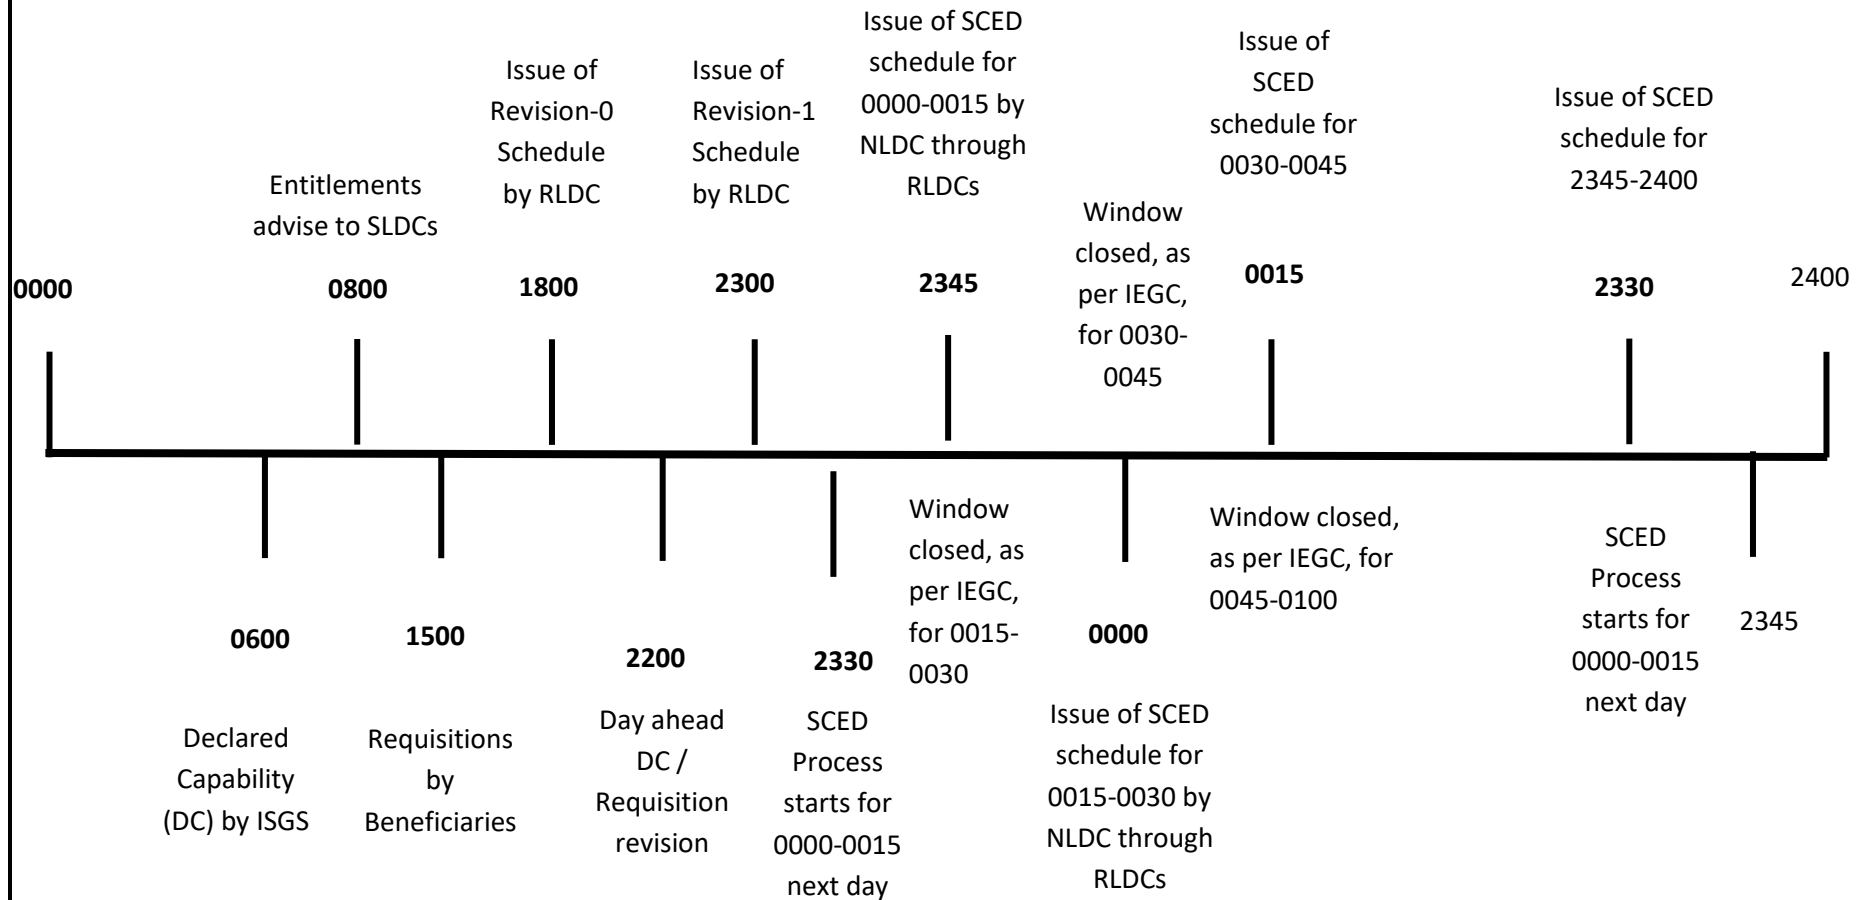 Issue of SCED
schedule for
0000-0015 by
NLDC through
RLDCs
Issue of
SCED
schedule for
0030-0045
Issue of
Revision-0
Schedule
by RLDC
Issue of
Revision-1
Schedule
by RLDC
Issue of SCED
schedule for
2345-2400
Entitlements
advise to SLDCs
Window
closed, as
per IEGC,
for 0030-
0045
0000
0800
1800
2300
2345
0015
2330
2400
Window
closed, as
per IEGC,
for 0015-
0030
Window closed,
as per IEGC, for
0045-0100
SCED
Process
starts for
0000-0015
next day
2345
0600
1500
2200
2330
0000
Declared
Capability
(DC) by ISGS
Requisitions
by
Beneficiaries
Day ahead
DC /
Requisition
revision
SCED
Process
starts for
0000-0015
next day
Issue of SCED
schedule for
0015-0030 by
NLDC through
RLDCs